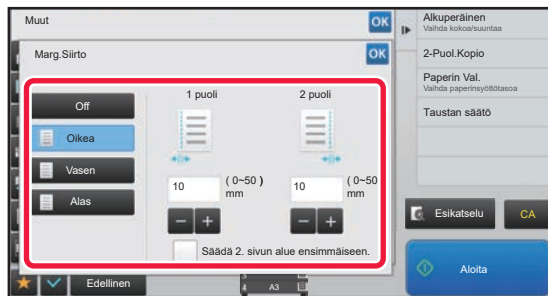 Muut
OK
Marg.Siirto
OK
Off
Oikea
Vasen
Alas
1 puoli
2 puoli
10
( 0~50 )
mm
10
( 0~50
mm
Säädä 2. sivun alue ensimmäiseen.
Edellinen
4 A3
Alkuperäinen
Vaihda kokoa/suuntaa
2-Puol.Kopio
Paperin Val.
Vaihda paperinsyöttötasoa
Taustan säätö
Esikatselu
CA
Aloita